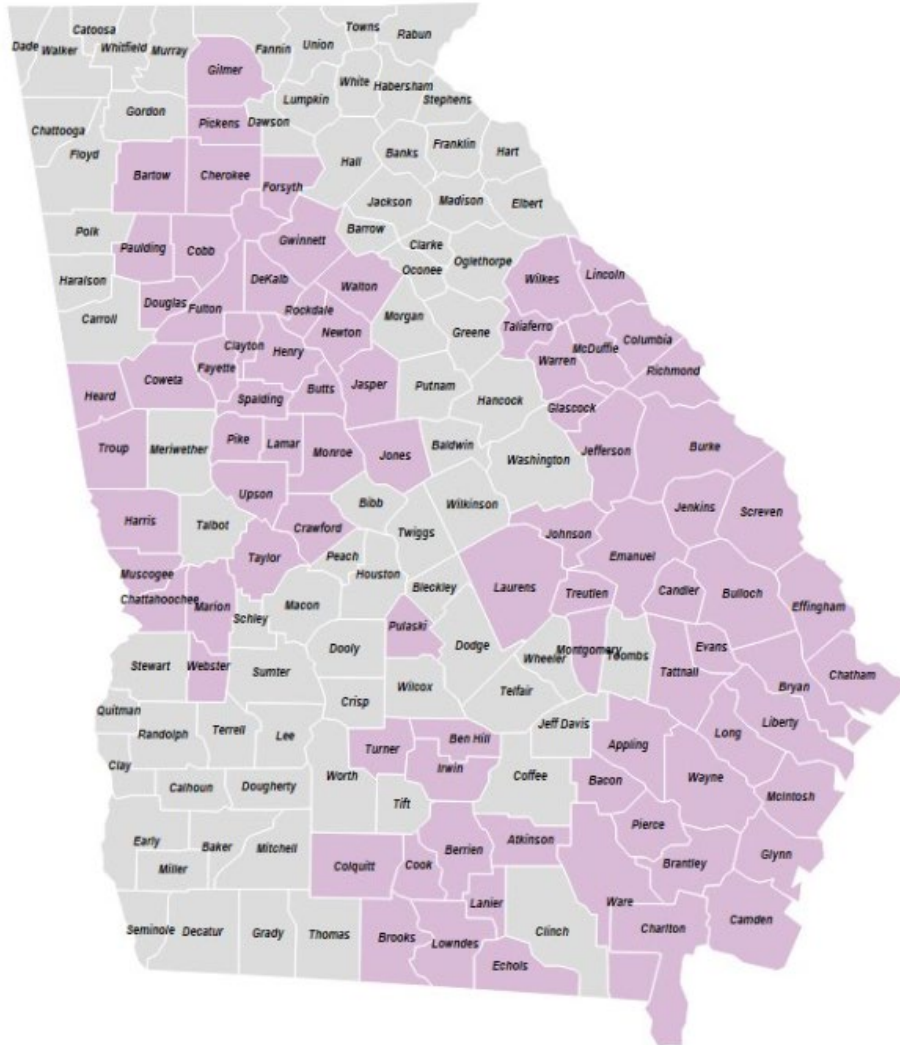 Catoosa
Towns
Rabun
Dade
Walker
Whitfield
Murray
Fannin
Union
Gilmer
White
Habersham
Lumpkin
Stephens
Gordon
Pickens
Dawson
Chattooga
Floyd
Hall
Banks
Franklin
Hart
Bartow
Cherokee
Forsyth
Jackson
Madison
Elbert
Polk
Paulding
Cobb
Gwinnett
Barrow
Clarke
Oconee
Oglethorpe
Haralson
DeKalb
Walton
Wilkes
Lincoln
Douglas
Fulton
Rockdale
Carroll
Newton
Morgan
Greene
Taliaferro
Clayton
Henry
McDuffie
Columbia
Warren
Richmond
Fayette
Coweta
Heard
Spalding
Butts
Jasper
Putnam
Hancock
Glascock
Troup
Meriwether
Pike
Lamar
Monroe
Jones
Baldwin
Washington
Jefferson
Burke
Upson
Bibb
Wilkinson
Jenkins
Screven
Harris
Talbot
Crawford
Twiggs
Johnson
Taylor
Peach
Emanuel
Muscogee
Houston
Bleckley
Laurens
Treutlen
Candler
Bulloch
Effingham
Chattahoochee
Marion
Schley
Macon
Pulaski
Dooly
Dodge
Wheeler
Montgomery
Toombs
Evans
Tattnall
Stewart
Webster
Sumter
Wilcox
Telfair
Bryan
Chatham
Quitman
Randolph
Terrell
Lee
Crisp
Jeff Davis
Long
Liberty
Clay
Turner
Ben Hill
Irwin
Appling
Calhoun
Dougherty
Worth
Tift
Coffee
Bacon
Wayne
McIntosh
Early
Baker
Mitchell
Miller
Colquitt
Cook
Berrien
Atkinson
Pierce
Brantley
Glynn
Lanier
Ware
Seminole
Decatur
Grady
Thomas
Brooks
Lowndes
Clinch
Charlton
Camden
Echols